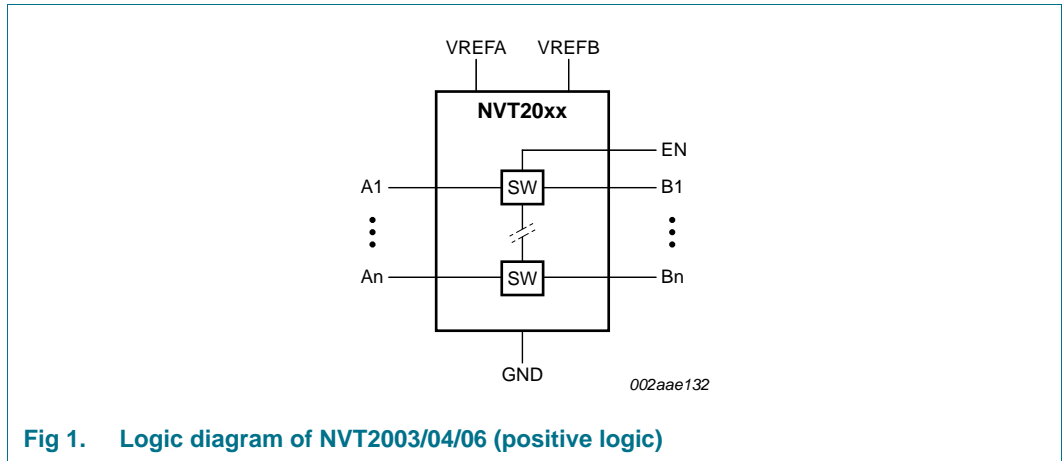 VREFA VREFB
NVT20xx
EN
A1 SW B1
An SW Bn
GND
002aae132
Fig 1. Logic diagram of NVT2003/04/06 (positive logic)